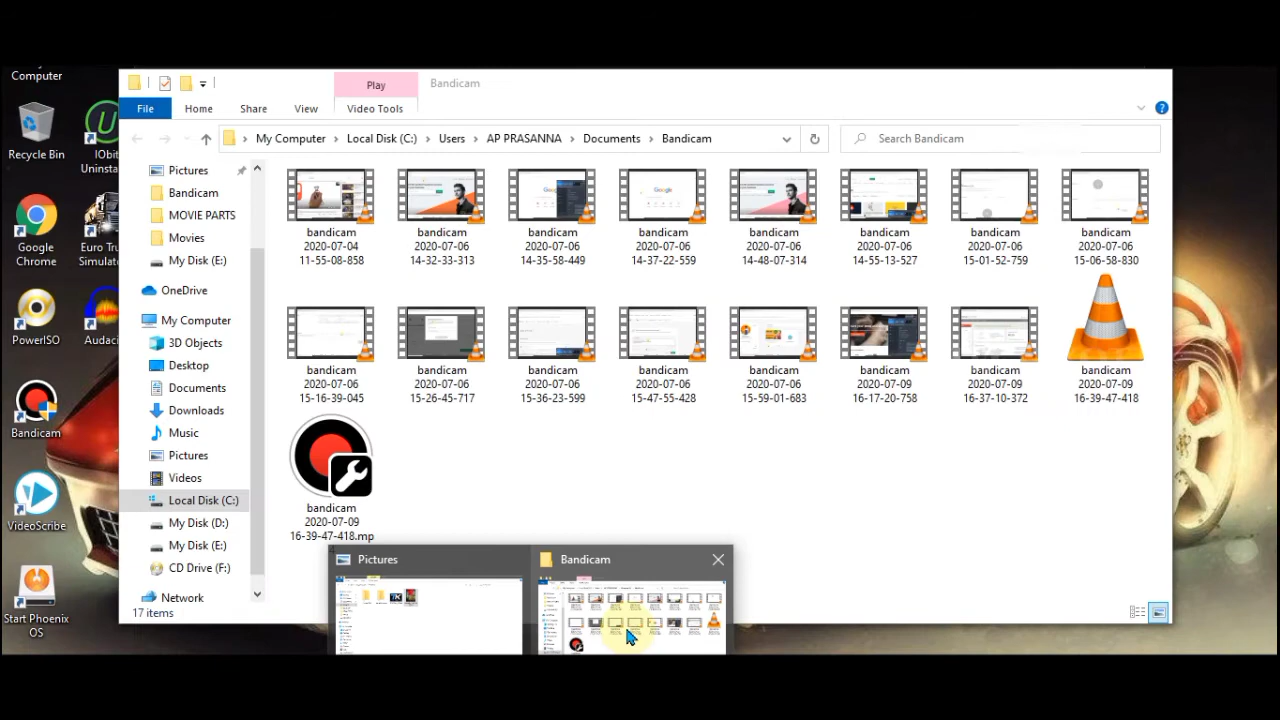 Computer
Recycle Bin
IObit
Uninsta
Google
Chrome
Euro Tru
Simulat
PowerISO
Audac
Bandicam
VideoScribe
Start Phoenix
OS
Play
Bandicam
File
Home
Share
View
Video Tools
My Computer
Local Disk (C:)
Users
AP PRASANNA
Documents
Bandicam
Search Bandicam
Pictures
Bandicam
MOVIE PARTS
Movies
My Disk (E:)
OneDrive
My Computer
3D Objects
Desktop
Documents
Downloads
Music
Pictures
Videos
Local Disk (C:)
My Disk (D:)
My Disk (E:)
CD Drive (F:)
Network
17 items
bandicam
2020-07-04
11-55-08-858
bandicam
2020-07-06
14-32-33-313
bandicam
2020-07-06
14-35-58-449
bandicam
2020-07-06
14-37-22-559
bandicam
2020-07-06
14-48-07-314
bandicam
2020-07-06
14-55-13-527
bandicam
2020-07-06
15-01-52-759
bandicam
2020-07-06
15-06-58-830
bandicam
2020-07-06
15-16-39-045
bandicam
2020-07-06
15-26-45-717
bandicam
2020-07-06
15-36-23-599
bandicam
2020-07-06
15-47-55-428
bandicam
2020-07-06
15-59-01-683
bandicam
2020-07-09
16-17-20-758
bandicam
2020-07-09
16-37-10-372
bandicam
2020-07-09
16-39-47-418
bandicam
2020-07-09
16-39-47-418.mp
Pictures
Bandicam